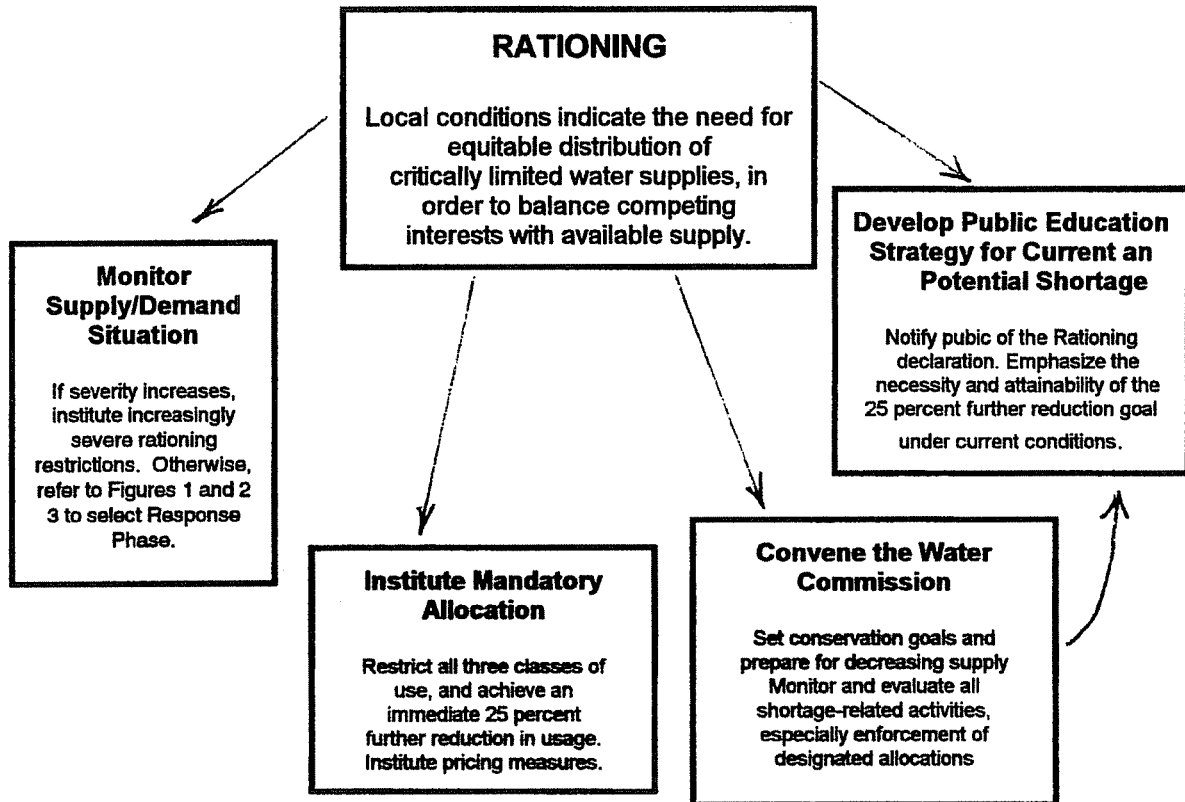 RATIONING
Local conditions indicate the need for
equitable distribution of
critically limited water supplies, in
order to balance competing
interests with available supply.
Monitor
Supply/Demand
Situation
If severity increases,
institute increasingly
severe rationing
restrictions. Otherwise,
refer to Figures 1 and 2
3 to select Response
Phase.
Institute Mandatory
Allocation
Restrict all three classes of
use, and achieve an
immediate 25 percent
further reduction in usage.
Institute pricing measures.
Convene the Water
Commission
Set conservation goals and
prepare for decreasing supply
Monitor and evaluate all
shortage-related activities,
especially enforcement of
designated allocations
Develop Public Education
Strategy for Current an
Potential Shortage
Notify pubic of the Rationing
declaration. Emphasize the
necessity and attainability of the
25 percent further reduction goal
under current conditions.